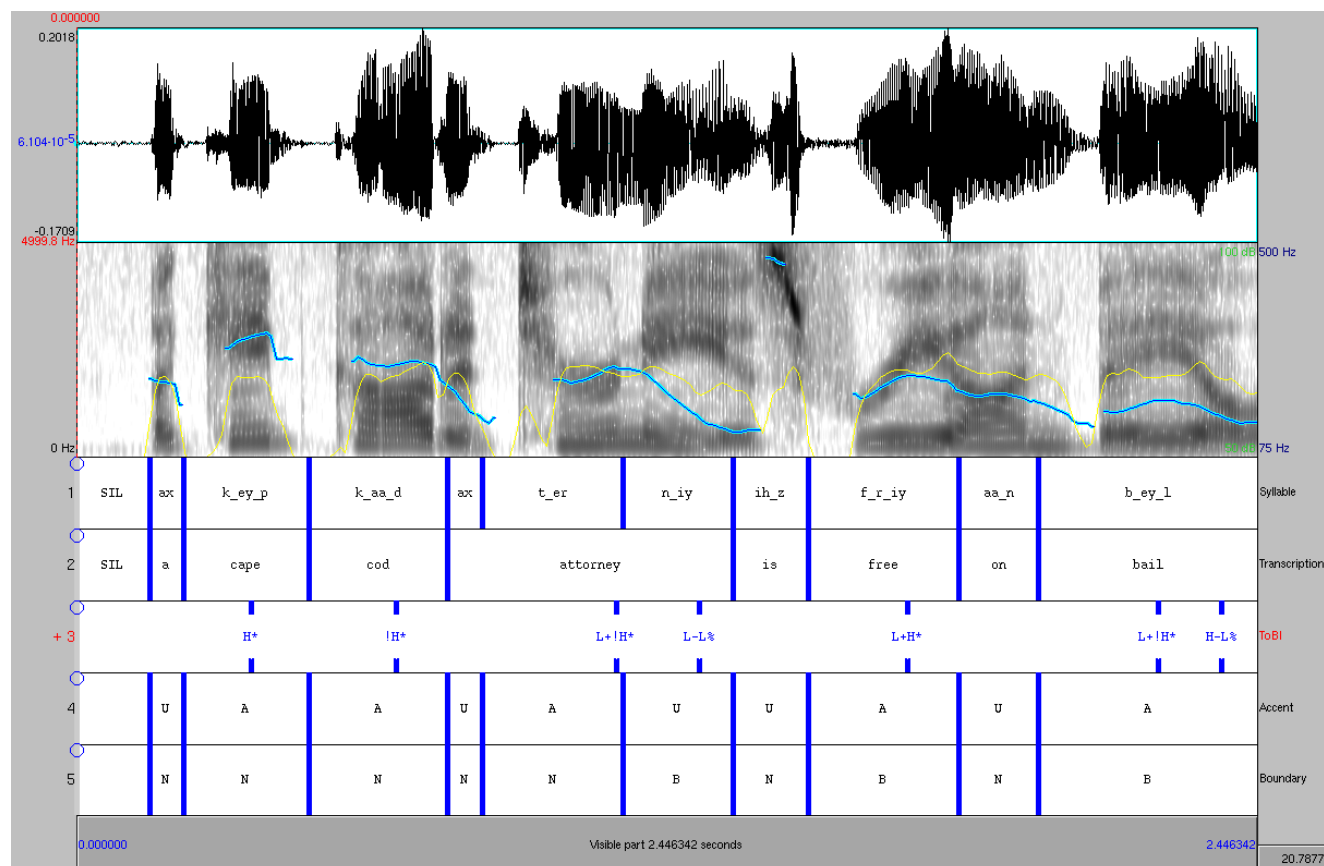 0.000000
0.2018
6.104·10-5
-0.1709
4999.8 Hz
100 dB 500 Hz
0 Hz
75 Hz
1 SIL ax k_ey_p k_aa_d ax t_er n_iy ih_z f_r_iy aa_n b_ey_l Syllable
2 SIL a cape cod attorney is free on bail Transcription
+ 3 H* !H* L+!H* L-L% L+H* L+!H* H-L% ToBI
4 U A A U A U U A U A Accent
5 N N N N N B N B N B Boundary
0.000000 Visible part 2.446342 seconds 2.446342
20.7877